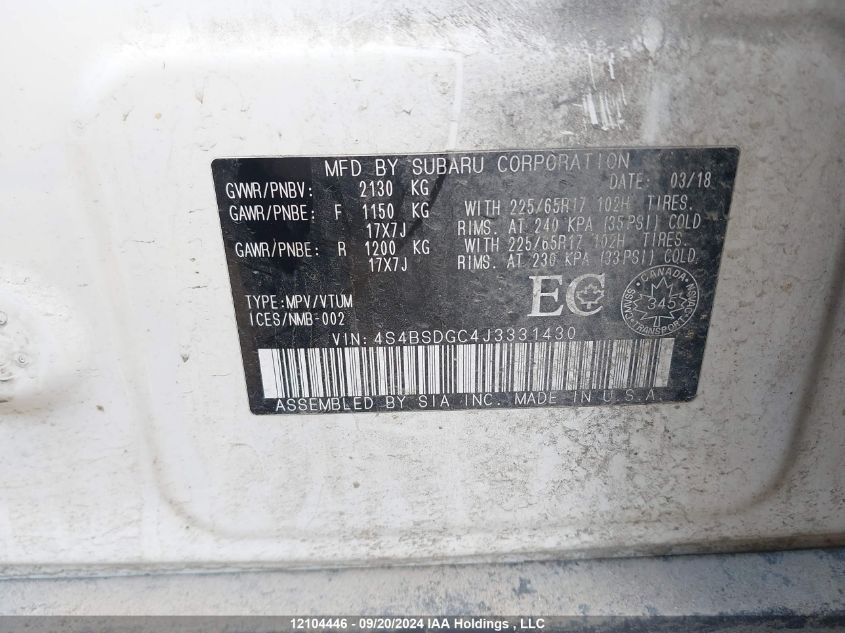 MFD BY SUBARU CORPORATION
GVWR/PNBV: 2130 KG DATE: 03/18
GAWR/PNBE: F 1150 KG WITH 225/65R17 102H TIRES.
17X7J RIMS. AT 240 KPA (35PSI) COLD
GAWR/PNBE: R 1200 KG WITH 225/65R17 102H TIRES.
17X7J RIMS. AT 230 KPA (33PSI) COLD.
EC
CANADA
345
TRANSPORT
TYPE:MPV/VTUM
ICES/NMB-002
VIN:4S4BSDGC4J3331430
ASSEMBLED BY SIA INC. MADE IN U.S.A.
12104446 - 09/20/2024 IAA Holdings , LLC